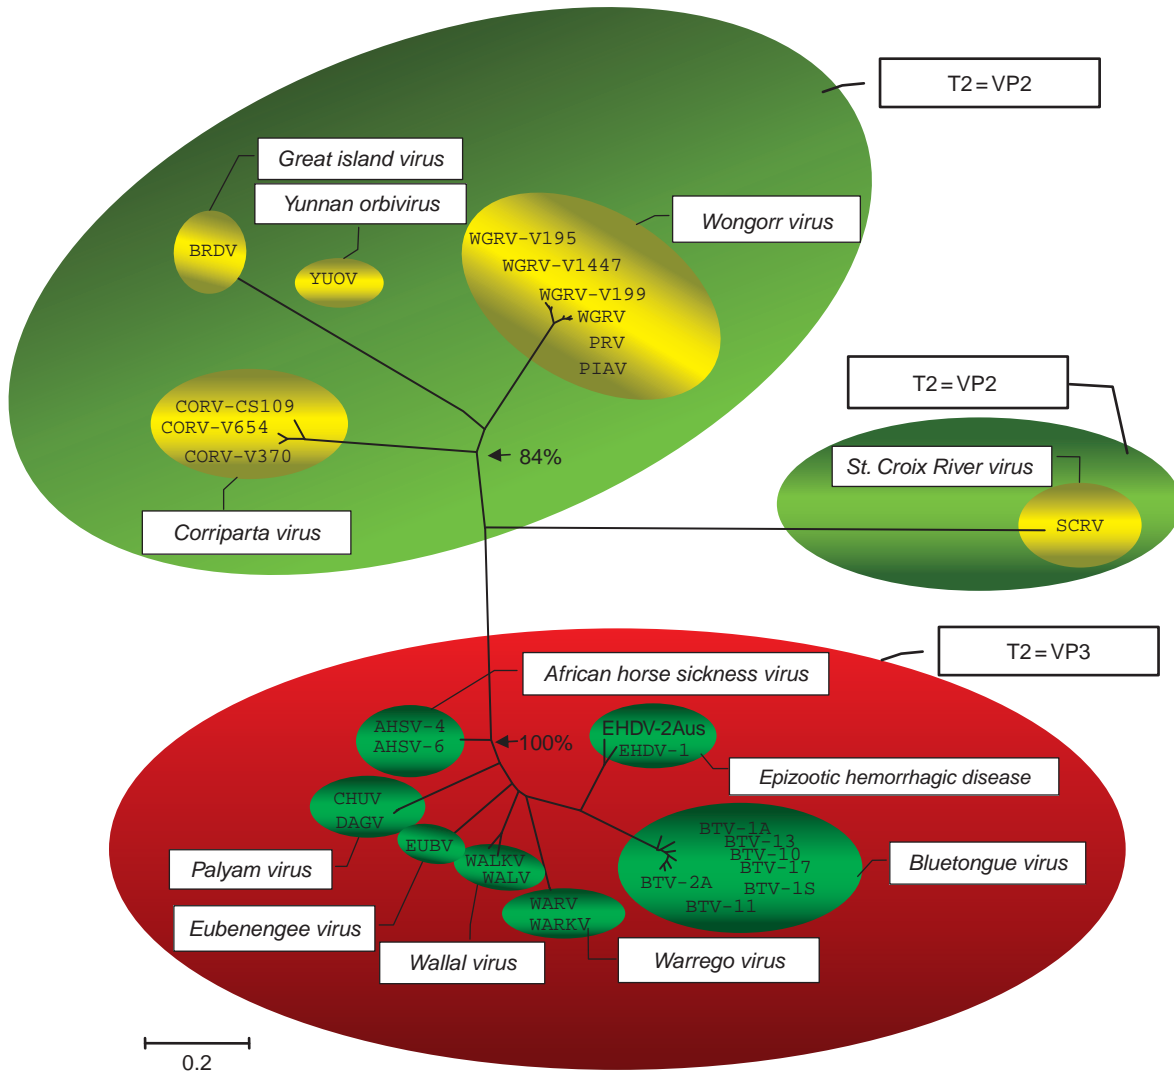 T2=VP2
Great island virus
Yunnan orbivirus
Wongorr virus
BRDV
YUOV
WGRV-V195
WGRV-V1447
WGRV-V199
WGRV
PRV
PIAV
CORV-CS109
CORV-V654
CORV-V370
84%
Corriparta virus
T2=VP2
St. Croix River virus
SCRV
T2=VP3
African horse sickness virus
AHSV-4
AHSV-6
100%
EHDV-2Aus
EHDV-1
Epizootic hemorrhagic disease
CHUV
DAGV
EUBV
WALKV
WALV
WARV
WARKV
BTV-1A
BTV-13
BTV-10
BTV-17
BTV-2A
BTV-1S
BTV-11
Bluetongue virus
Palyam virus
Eubenengee virus
Wallal virus
Warrego virus
0.2